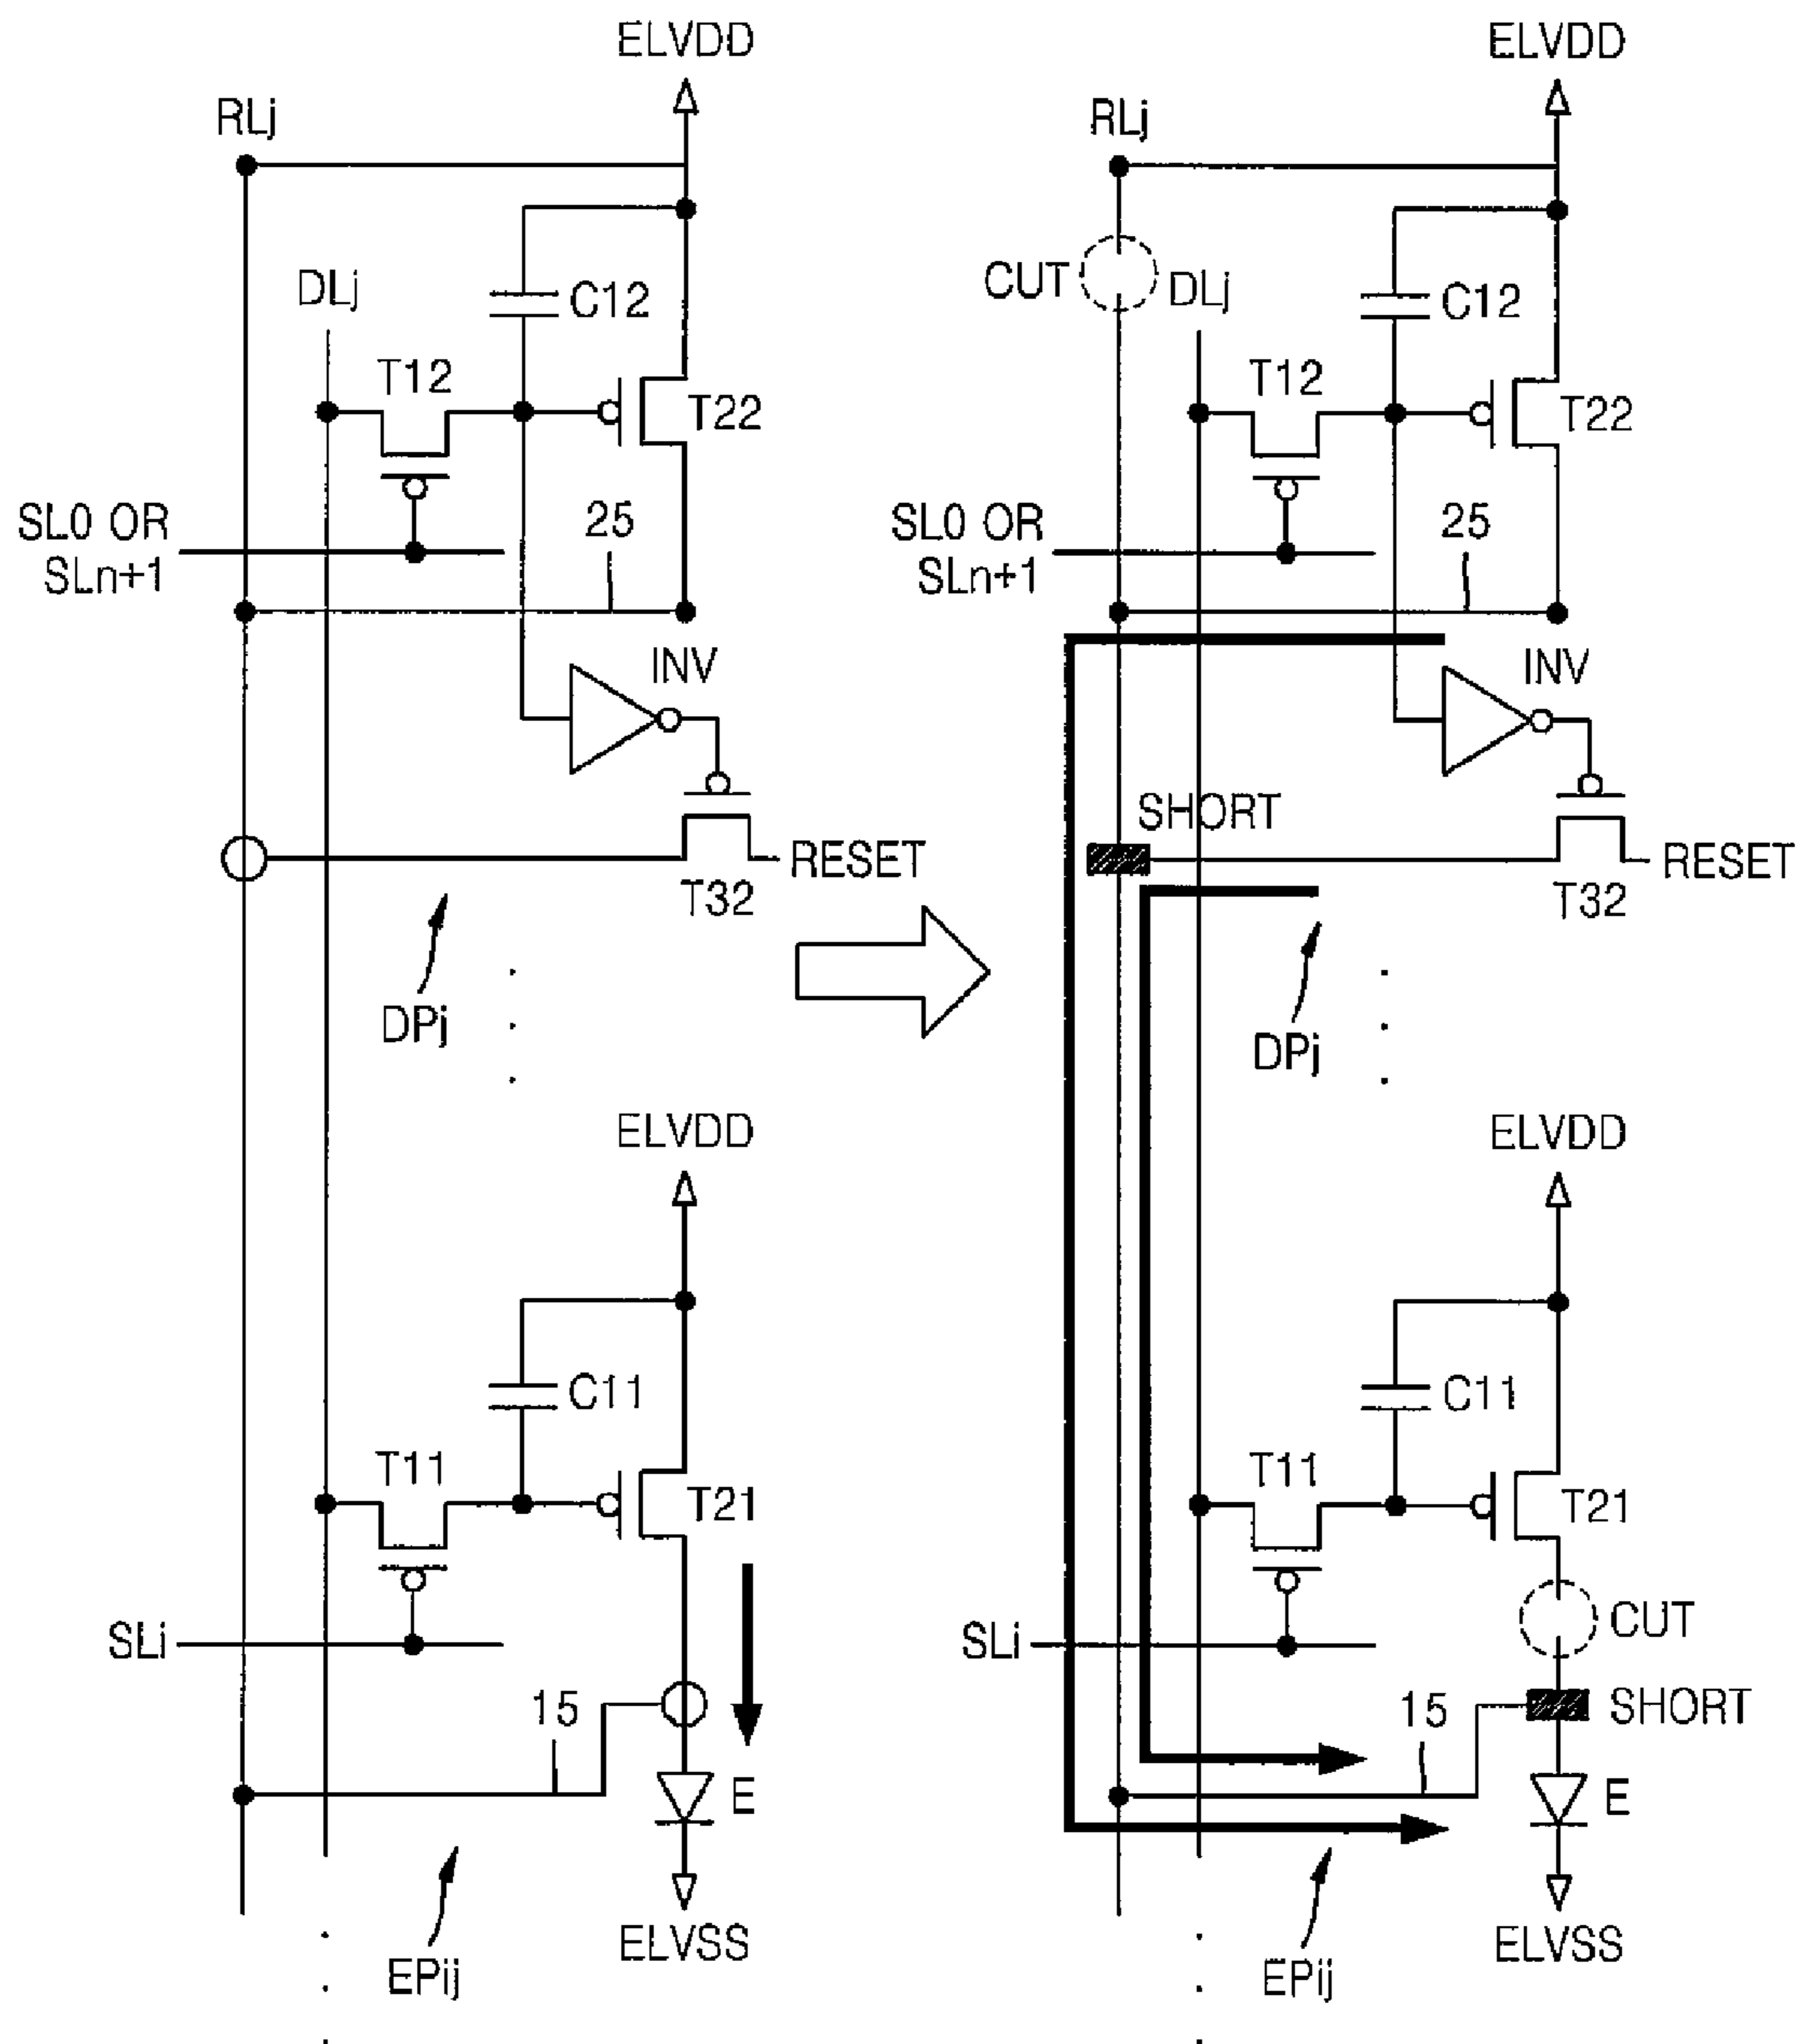 ELVDD
RLj
DLj
C12
T12
T22
SL0 OR
SLn+1
25
INV
RESET
T32
DPj
ELVDD
C11
T11
T21
SLi
15
E
EPij
ELVSS
ELVDD
RLj
CUT
DLj
C12
T12
T22
SL0 OR
SLn+1
25
INV
SHORT
RESET
T32
DPj
ELVDD
C11
T11
T21
CUT
SLi
15
SHORT
E
EPij
ELVSS